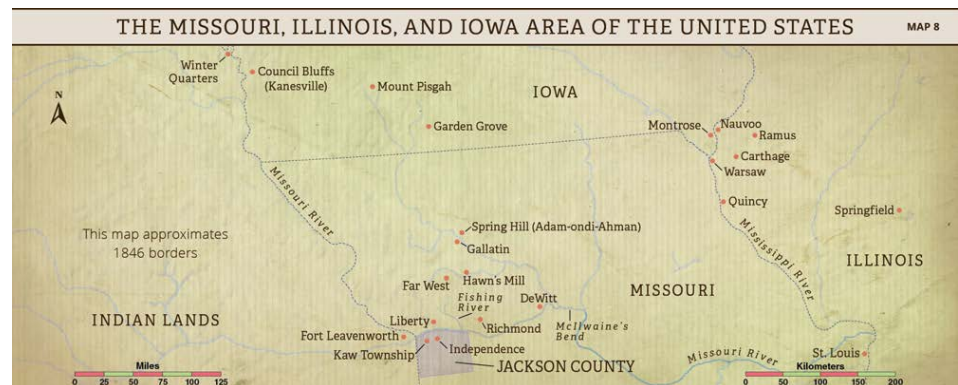 THE MISSOURI, ILLINOIS, AND IOWA AREA OF THE UNITED STATES
MAP 8
Winter
Quarters
Council Bluffs
(Kanesville)
Mount Pisgah
IOWA
N
Garden Grove
Montrose
Nauvoo
Ramus
Carthage
Warsaw
Missouri River
Quincy
Springfield
This map approximates
1846 borders
Spring Hill (Adam-ondi-Ahman)
Gallatin
Mississippi River
ILLINOIS
Far West
Hawn's Mill
Fishing
River
DeWitt
MISSOURI
INDIAN LANDS
Liberty
Richmond
McIlwaine's
Bend
Fort Leavenworth
Kaw Township
Independence
Missouri River
St. Louis
JACKSON COUNTY
Miles
0 25 50 75 100 125
Kilometers
0 50 100 150 200